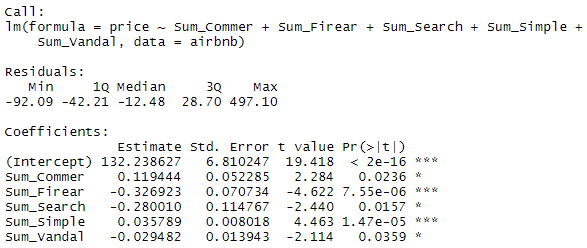 Call:
lm(formula = price ~ Sum_Commer + Sum_Firear + Sum_Search + Sum_Simple +
    Sum_Vandal, data = airbnb)

Residuals:
   Min     1Q Median     3Q    Max
-92.09 -42.21 -12.48  28.70 497.10

Coefficients:
              Estimate Std. Error t value Pr(>|t|)
(Intercept) 132.238627   6.810247  19.418  < 2e-16 ***
Sum_Commer    0.119444   0.052285   2.284   0.0236 *
Sum_Firear   -0.326923   0.070734  -4.622 7.55e-06 ***
Sum_Search   -0.280010   0.114767  -2.440   0.0157 *
Sum_Simple    0.035789   0.008018   4.463 1.47e-05 ***
Sum_Vandal   -0.029482   0.013943  -2.114   0.0359 *